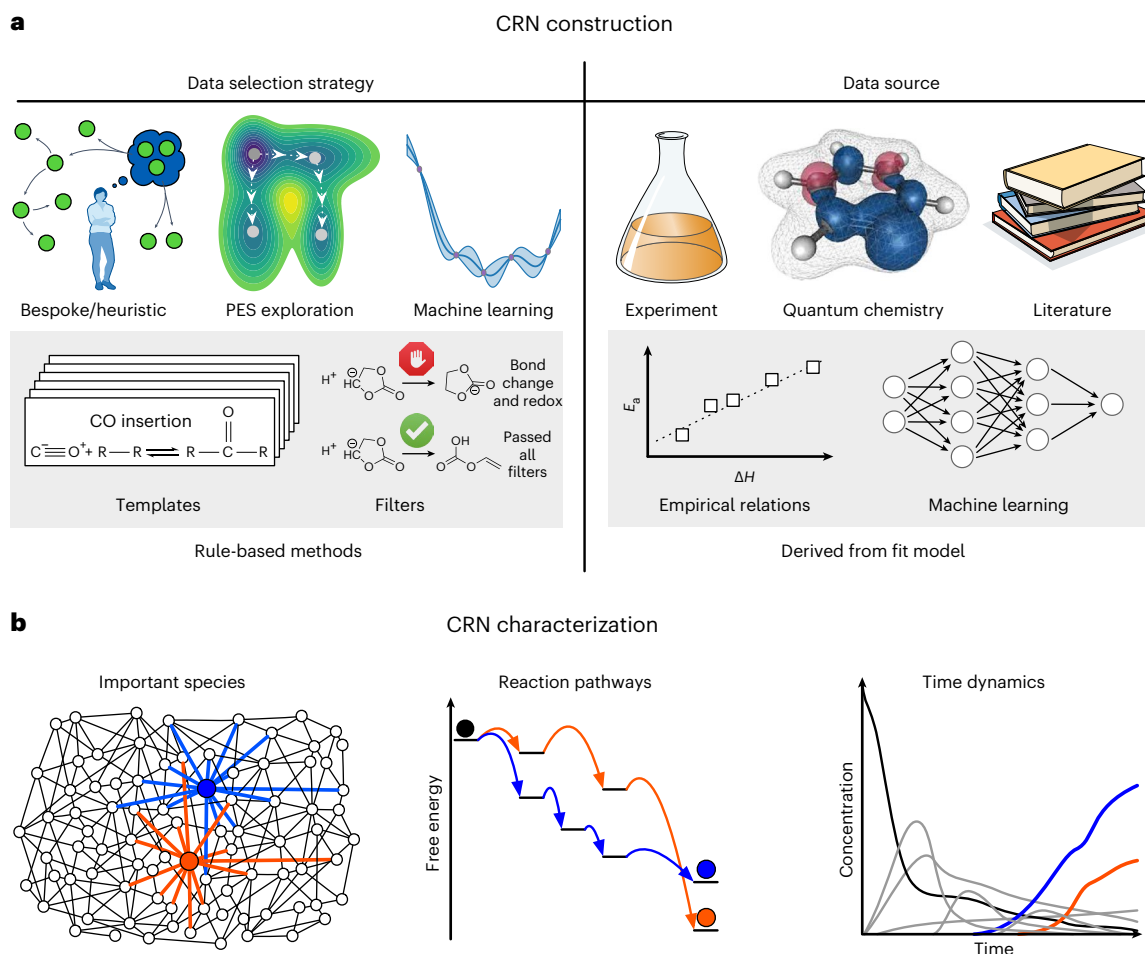 a
CRN construction
Data selection strategy
Data source
Bespoke/heuristic
PES exploration
Machine learning
Experiment
Quantum chemistry
Literature
CO insertion
C⁻≡O⁺ + R—R ⇌ R—C—R
O
Templates
H⁺
HC
O
O
O
O
O
O
Bond
change
and redox
H⁺
HC
O
O
O
OH
O
O
Passed
all
filters
Filters
Eₐ
ΔH
Empirical relations
Machine learning
Rule-based methods
Derived from fit model
b
CRN characterization
Important species
Reaction pathways
Free energy
Time dynamics
Concentration
Time